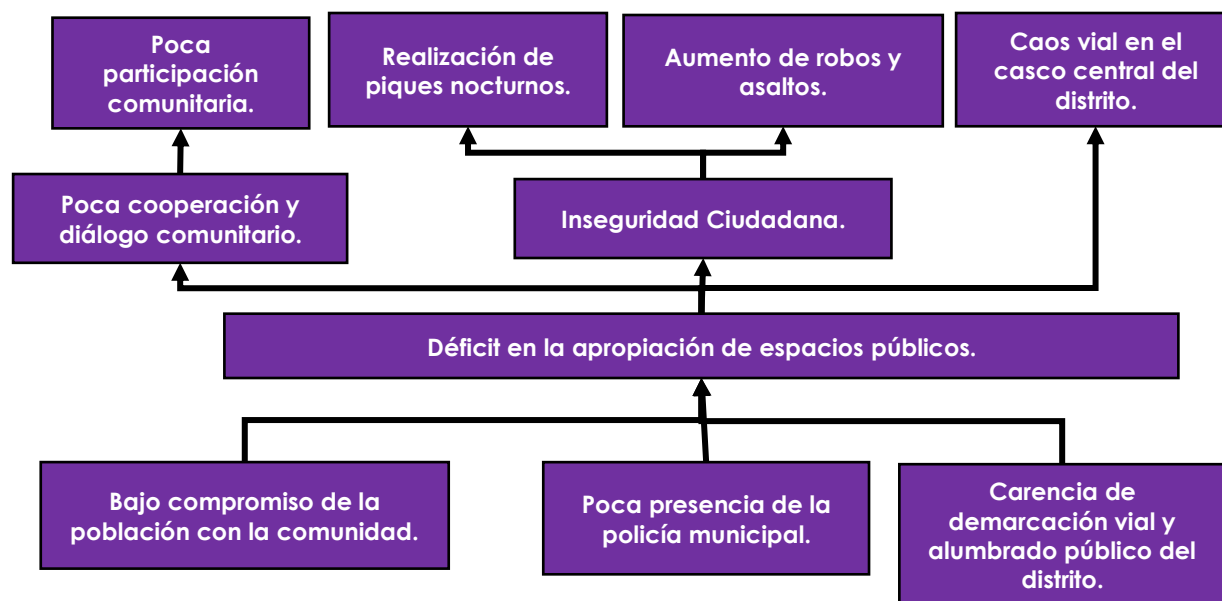 Poca
participación
comunitaria.
Realización de
piques nocturnos.
Aumento de robos y
asaltos.
Caos vial en el
casco central del
distrito.
Poca cooperación y
diálogo comunitario.
Inseguridad Ciudadana.
Déficit en la apropiación de espacios públicos.
Bajo compromiso de la
población con la comunidad.
Poca presencia de la
policía municipal.
Carencia de
demarcación vial y
alumbrado público del
distrito.